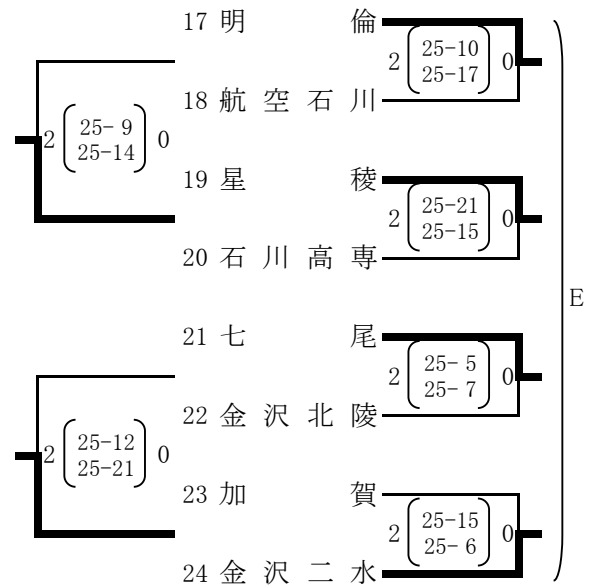 17 明倫
2 25-10 0
25-17
18 航空石川
2 25- 9 0
25-14
19 星稜
2 25-21 0
25-15
20 石川高専
E
21 七尾
2 25- 5 0
25- 7
22 金沢北陵
2 25-12 0
25-21
23 加賀
2 25-15 0
25- 6
24 金沢二水